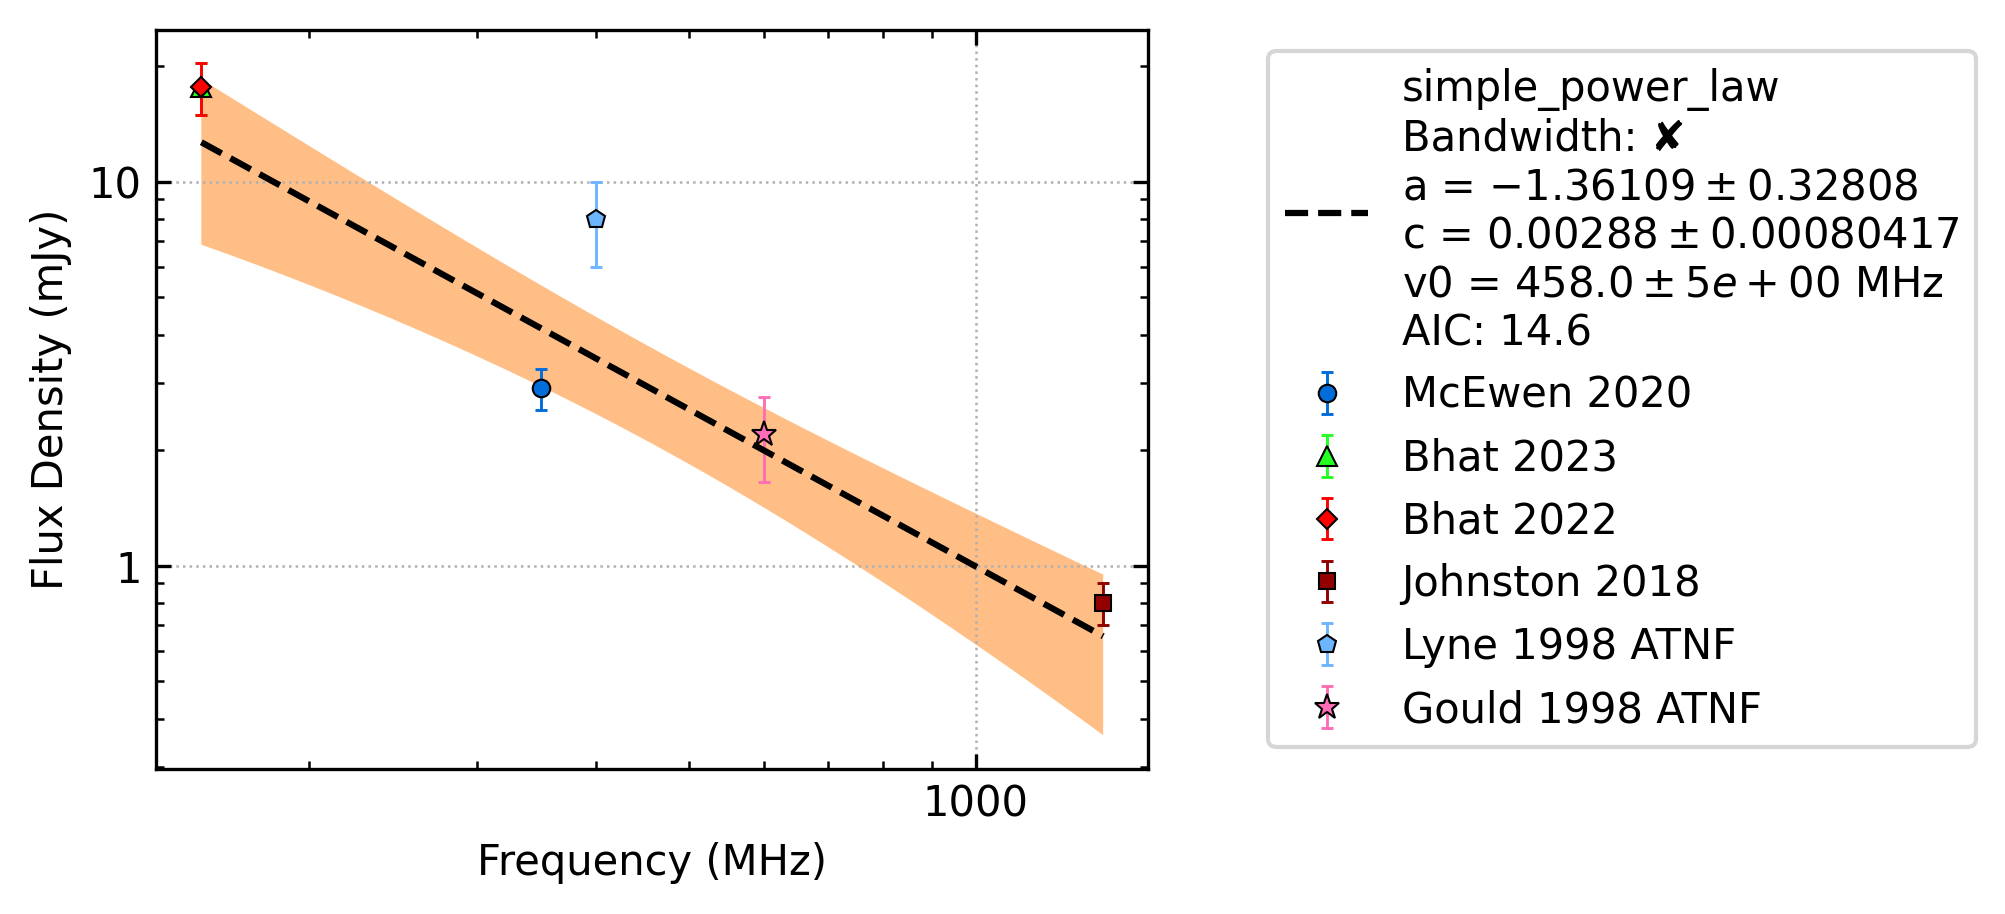 Flux Density (mJy)
10
1
1000
Frequency (MHz)
simple_power_law
Bandwidth: ✘
a = −1.36109 ± 0.32808
c = 0.00288 ± 0.00080417
v0 = 458.0 ± 5e + 00 MHz
AIC: 14.6
McEwen 2020
Bhat 2023
Bhat 2022
Johnston 2018
Lyne 1998 ATNF
Gould 1998 ATNF